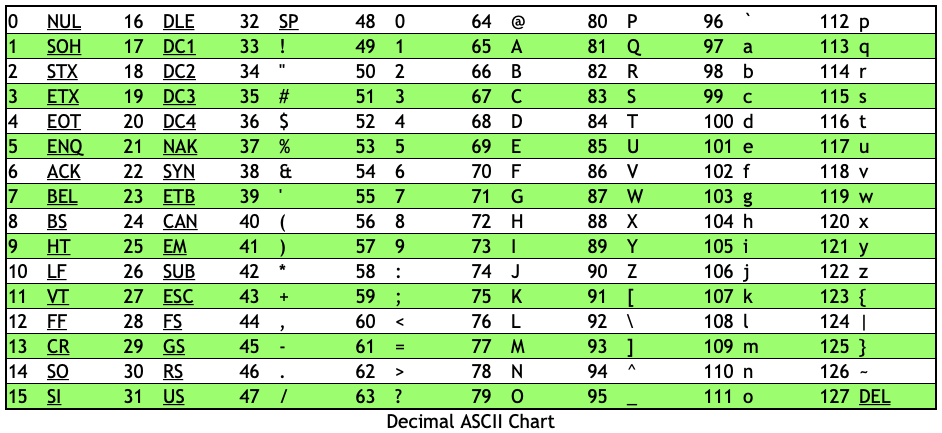 0 NUL 16 DLE 32 SP 48 0 64 @ 80 P 96 ` 112 p
1 SOH 17 DC1 33 ! 49 1 65 A 81 Q 97 a 113 q
2 STX 18 DC2 34 " 50 2 66 B 82 R 98 b 114 r
3 ETX 19 DC3 35 # 51 3 67 C 83 S 99 c 115 s
4 EOT 20 DC4 36 $ 52 4 68 D 84 T 100 d 116 t
5 ENQ 21 NAK 37 % 53 5 69 E 85 U 101 e 117 u
6 ACK 22 SYN 38 & 54 6 70 F 86 V 102 f 118 v
7 BEL 23 ETB 39 ' 55 7 71 G 87 W 103 g 119 w
8 BS 24 CAN 40 ( 56 8 72 H 88 X 104 h 120 x
9 HT 25 EM 41 ) 57 9 73 I 89 Y 105 i 121 y
10 LF 26 SUB 42 * 58 : 74 J 90 Z 106 j 122 z
11 VT 27 ESC 43 + 59 ; 75 K 91 [ 107 k 123 {
12 FF 28 FS 44 , 60 < 76 L 92 \ 108 l 124 |
13 CR 29 GS 45 - 61 = 77 M 93 ] 109 m 125 }
14 SO 30 RS 46 . 62 > 78 N 94 ^ 110 n 126 ~
15 SI 31 US 47 / 63 ? 79 O 95 _ 111 o 127 DEL
Decimal ASCII Chart